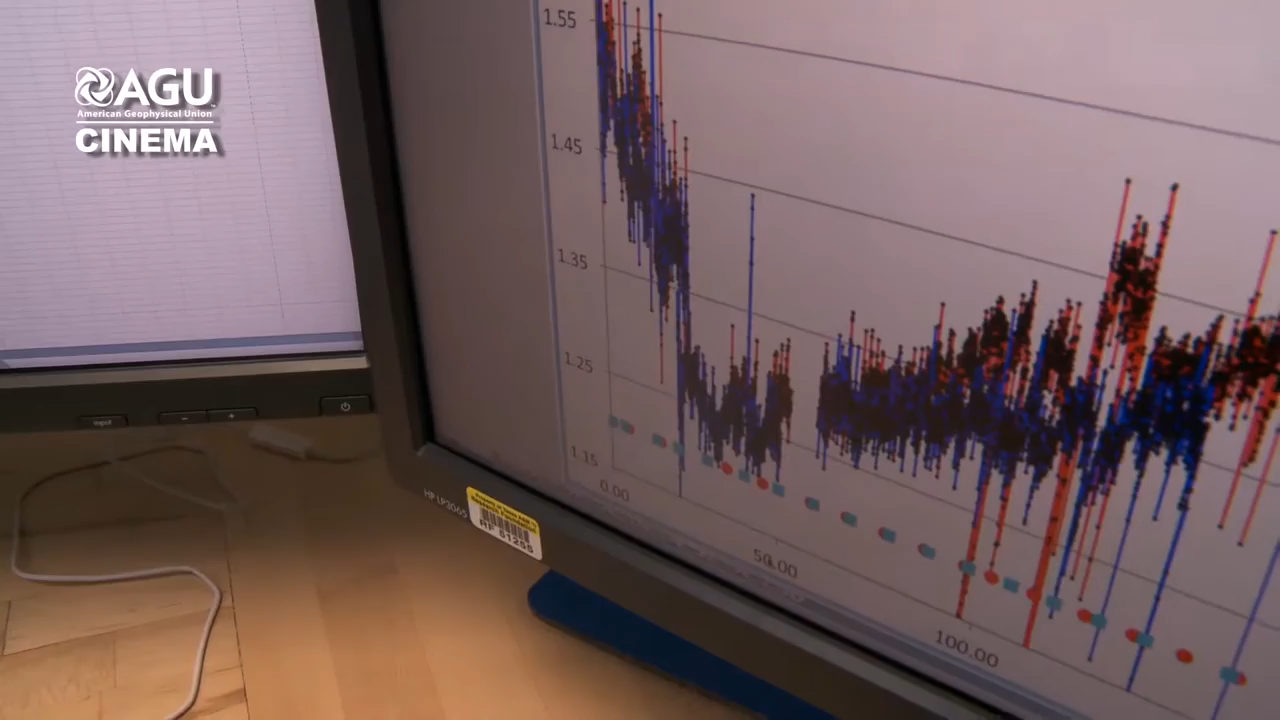 AGU
American Geophysical Union
CINEMA
1.55
1.45
1.35
1.25
1.15
0.00
50.00
100.00
Input
HP LP3065
RF 61298